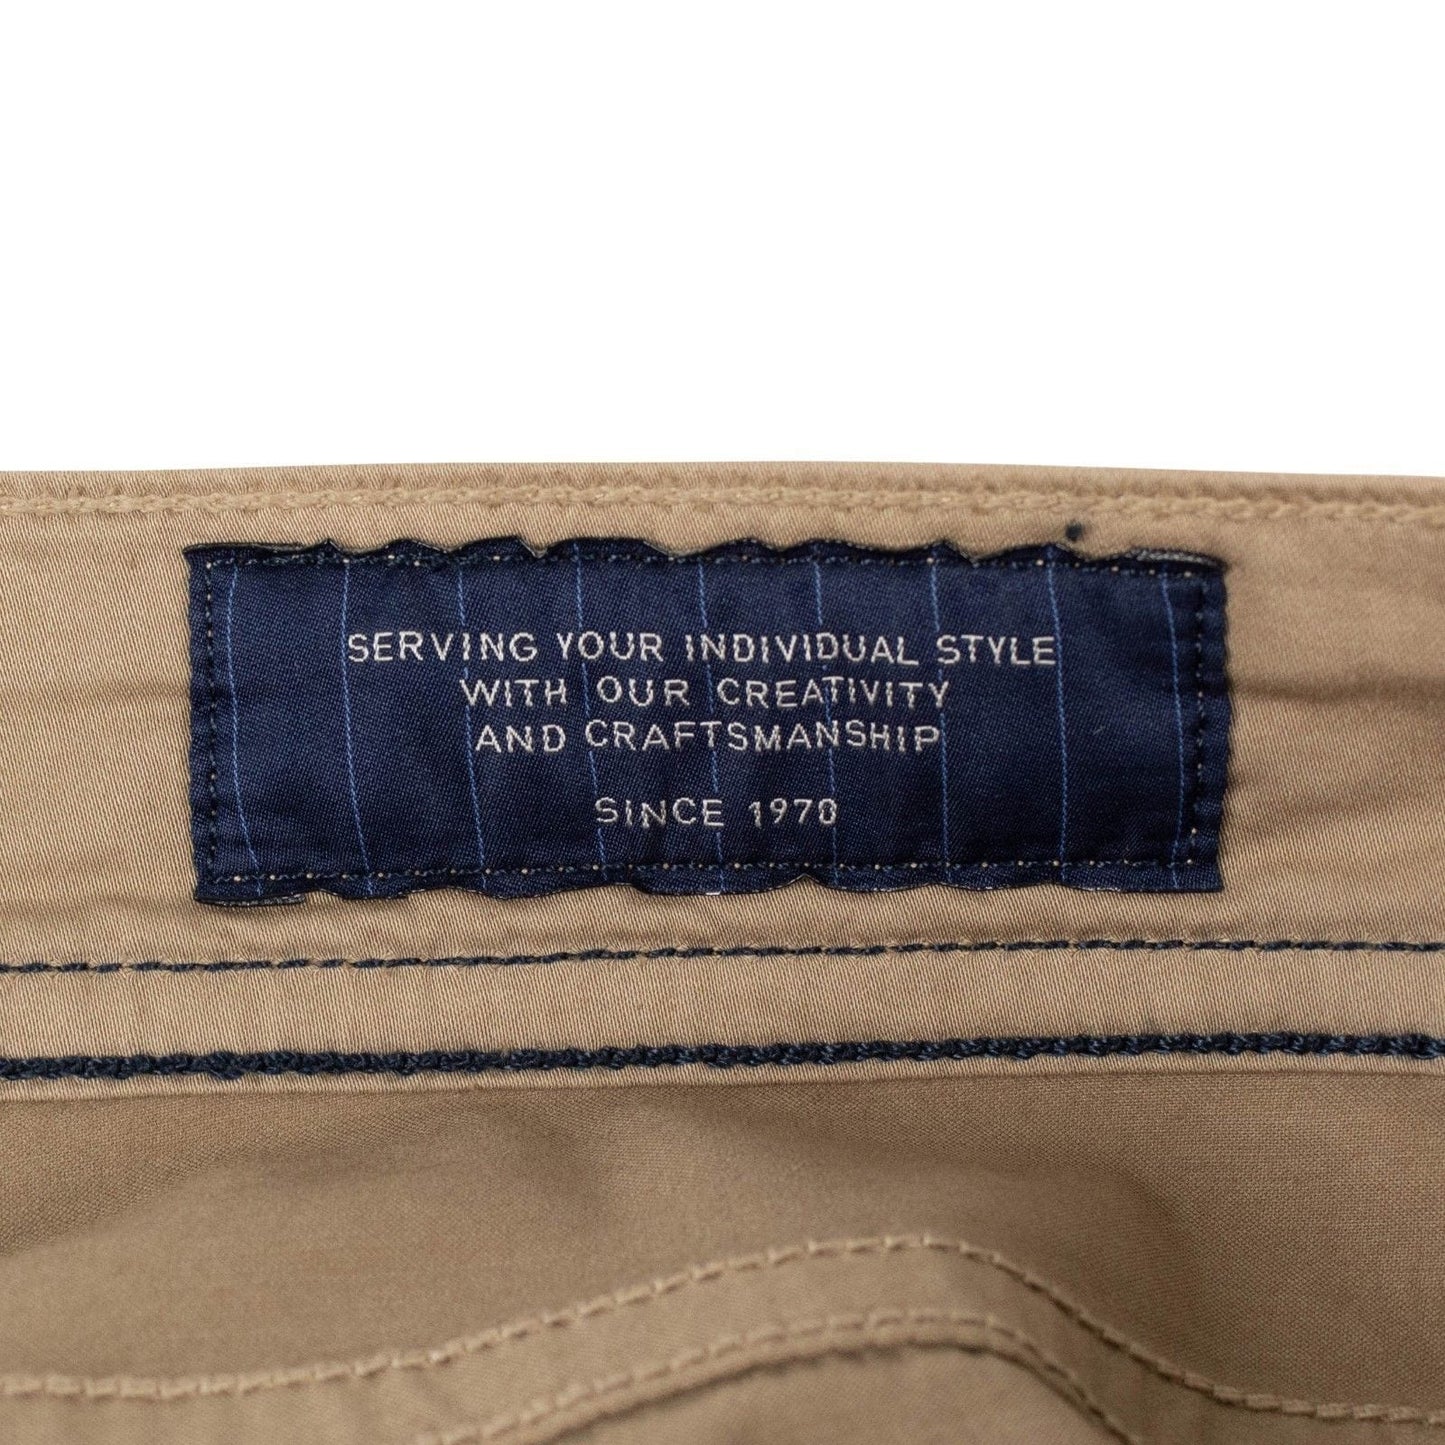 SERVING YOUR INDIVIDUAL STYLE
WITH OUR CREATIVITY
AND CRAFTSMANSHIP
SINCE 1970